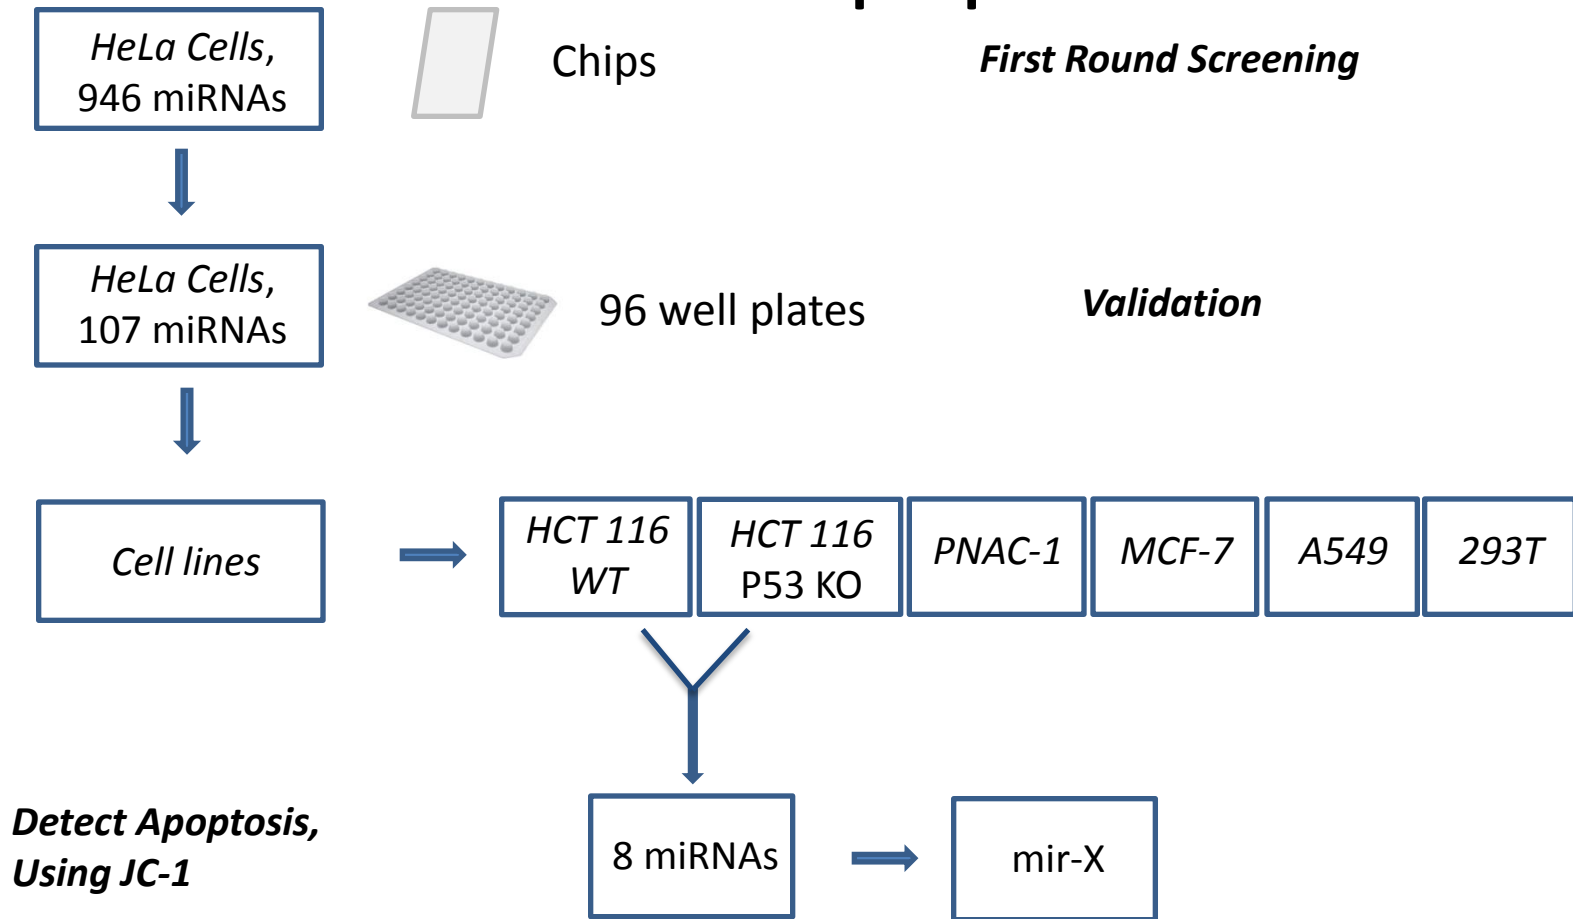 HeLa Cells,
946 miRNAs
Chips
First Round Screening
HeLa Cells,
107 miRNAs
96 well plates
Validation
Cell lines
HCT 116
WT
HCT 116
P53 KO
PNAC-1
MCF-7
A549
293T
Detect Apoptosis,
Using JC-1
8 miRNAs
mir-X